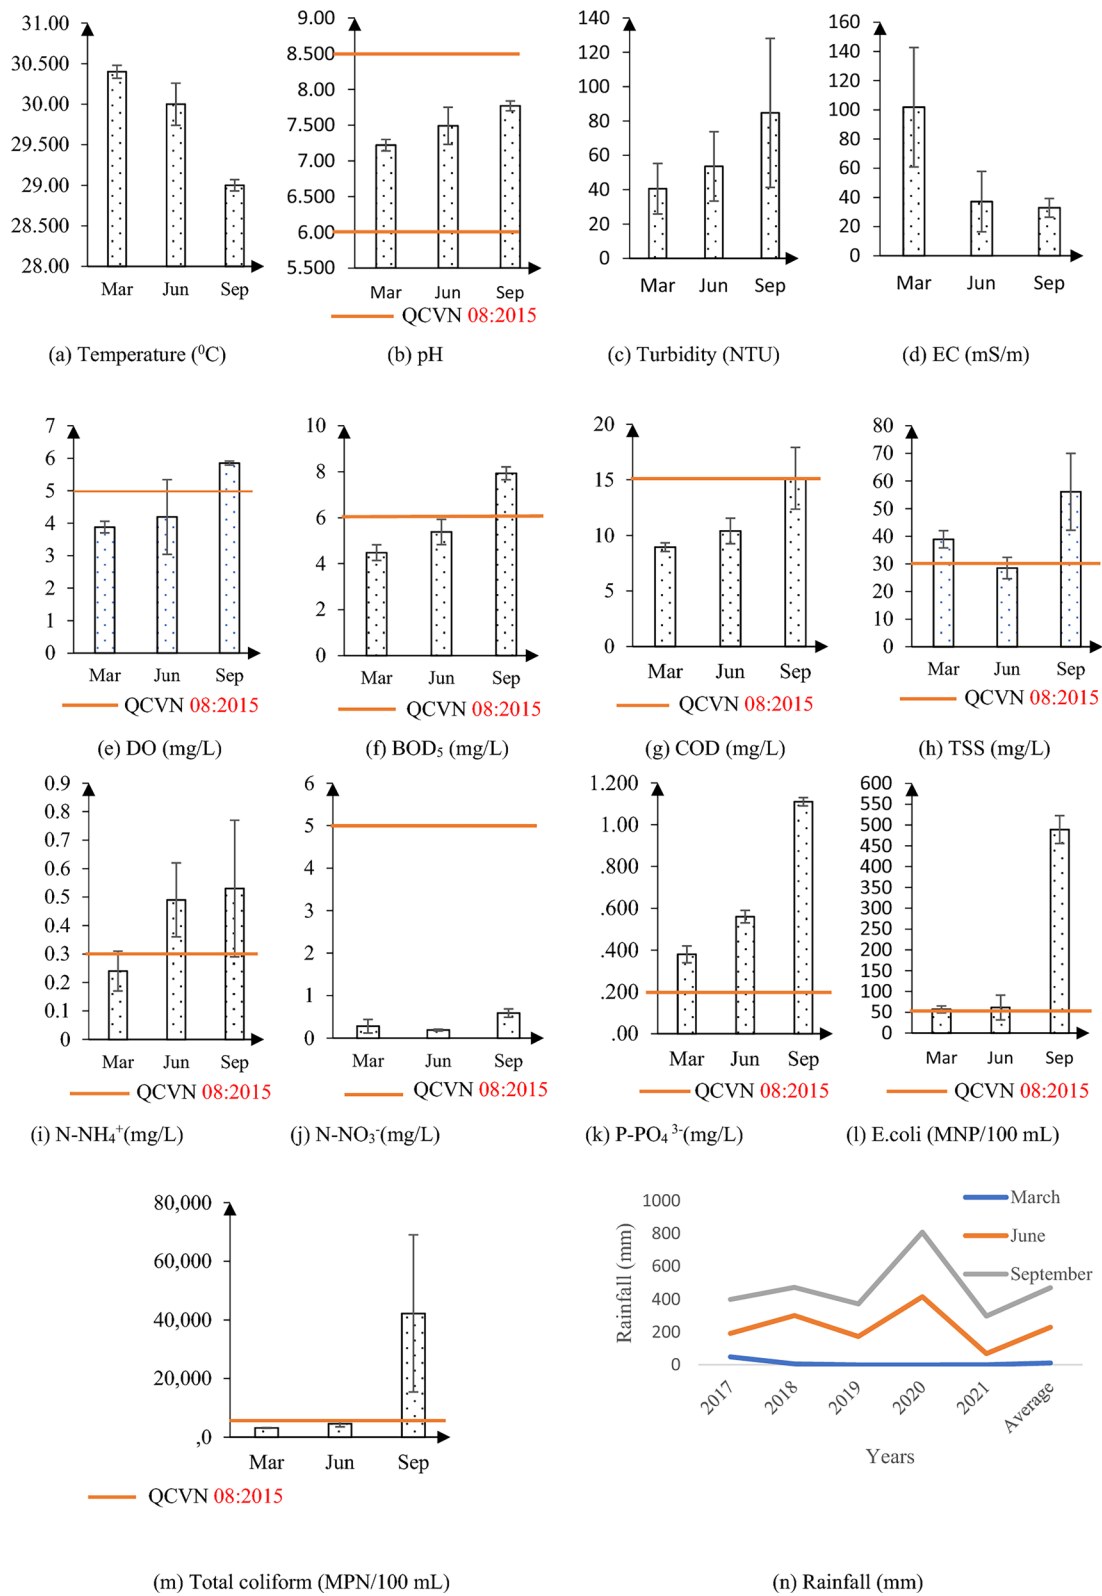 31.00
30.500
30.00
29.500
29.00
28.500
28.00
Mar Jun Sep
(a) Temperature (⁰C)
9.00
8.500
8.00
7.500
7.00
6.500
6.00
5.500
Mar Jun Sep
QCVN 08:2015
(b) pH
140
120
100
80
60
40
20
0
Mar Jun Sep
(c) Turbidity (NTU)
160
140
120
100
80
60
40
20
0
Mar Jun Sep
(d) EC (mS/m)
7
6
5
4
3
2
1
0
Mar Jun Sep
QCVN 08:2015
(e) DO (mg/L)
10
8
6
4
2
0
Mar Jun Sep
QCVN 08:2015
(f) BOD₅ (mg/L)
20
15
10
5
0
Mar Jun Sep
QCVN 08:2015
(g) COD (mg/L)
80
70
60
50
40
30
20
10
0
Mar Jun Sep
QCVN 08:2015
(h) TSS (mg/L)
0.9
0.8
0.7
0.6
0.5
0.4
0.3
0.2
0.1
0
Mar Jun Sep
QCVN 08:2015
(i) N-NH₄⁺(mg/L)
6
5
4
3
2
1
0
Mar Jun Sep
QCVN 08:2015
(j) N-NO₃⁻(mg/L)
1.200
1.00
.800
.600
.400
.200
.00
Mar Jun Sep
QCVN 08:2015
(k) P-PO₄ ³⁻(mg/L)
600
550
500
450
400
350
300
250
200
150
100
50
0
Mar Jun Sep
QCVN 08:2015
(l) E.coli (MNP/100 mL)
80,000
60,000
40,000
20,000
,0
Mar Jun Sep
QCVN 08:2015
(m) Total coliform (MPN/100 mL)
1000
800
600
400
200
0
Rainfall (mm)
March
June
September
2017 2018 2019 2020 2021 Average
Years
(n) Rainfall (mm)